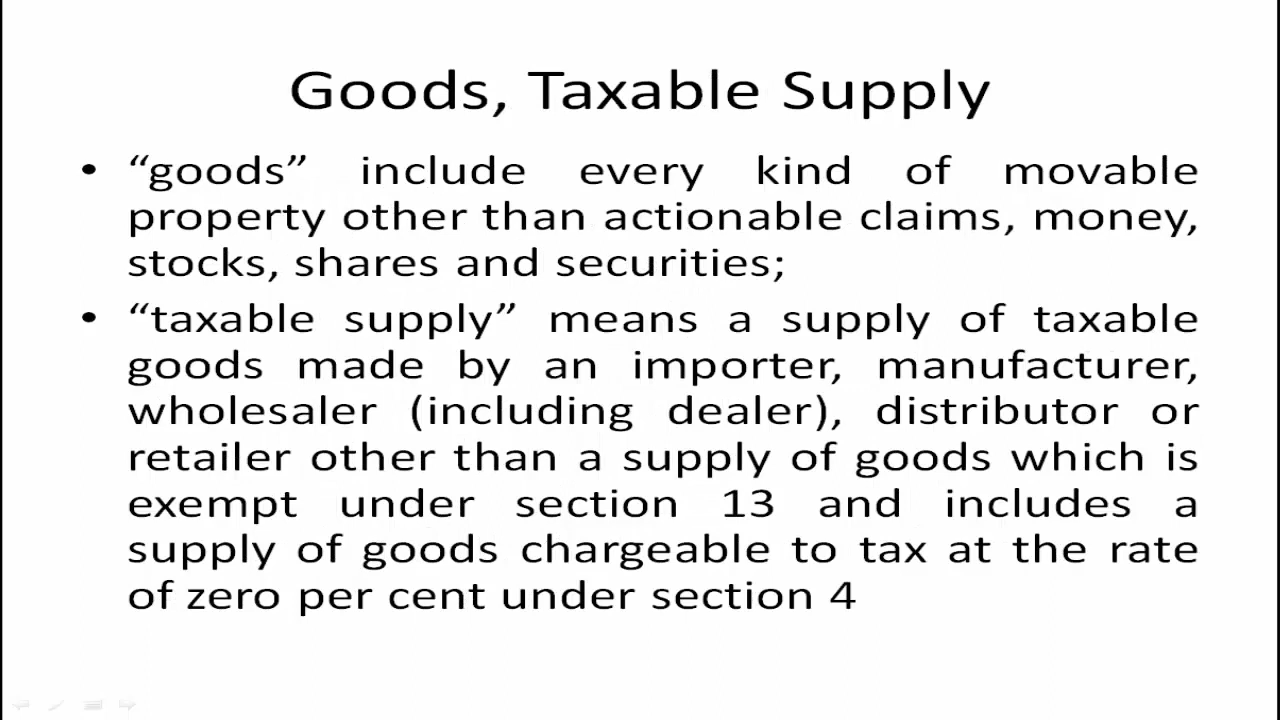 Goods, Taxable Supply
• “goods” include every kind of movable
property other than actionable claims, money,
stocks, shares and securities;
• “taxable supply” means a supply of taxable
goods made by an importer, manufacturer,
wholesaler (including dealer), distributor or
retailer other than a supply of goods which is
exempt under section 13 and includes a
supply of goods chargeable to tax at the rate
of zero per cent under section 4